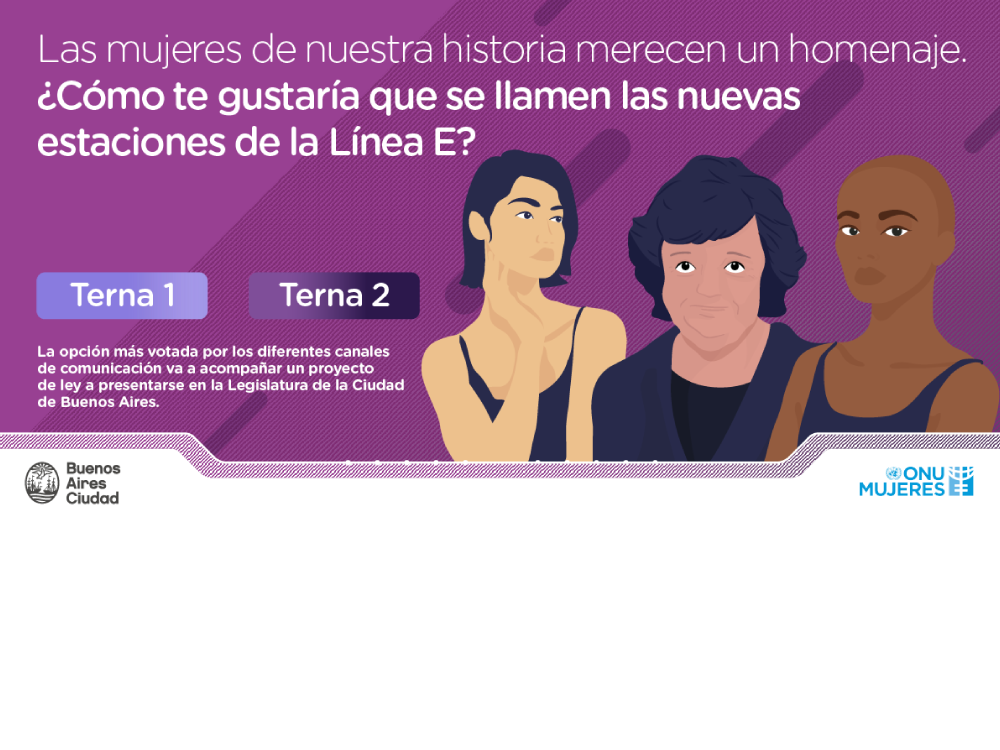 Las mujeres de nuestra historia merecen un homenaje.
¿Cómo te gustaría que se llamen las nuevas
estaciones de la Línea E?
Terna 1
Terna 2
La opción más votada por los diferentes canales
de comunicación va a acompañar un proyecto
de ley a presentarse en la Legislatura de la Ciudad
de Buenos Aires.
Buenos
Aires
Ciudad
ONU
MUJERES